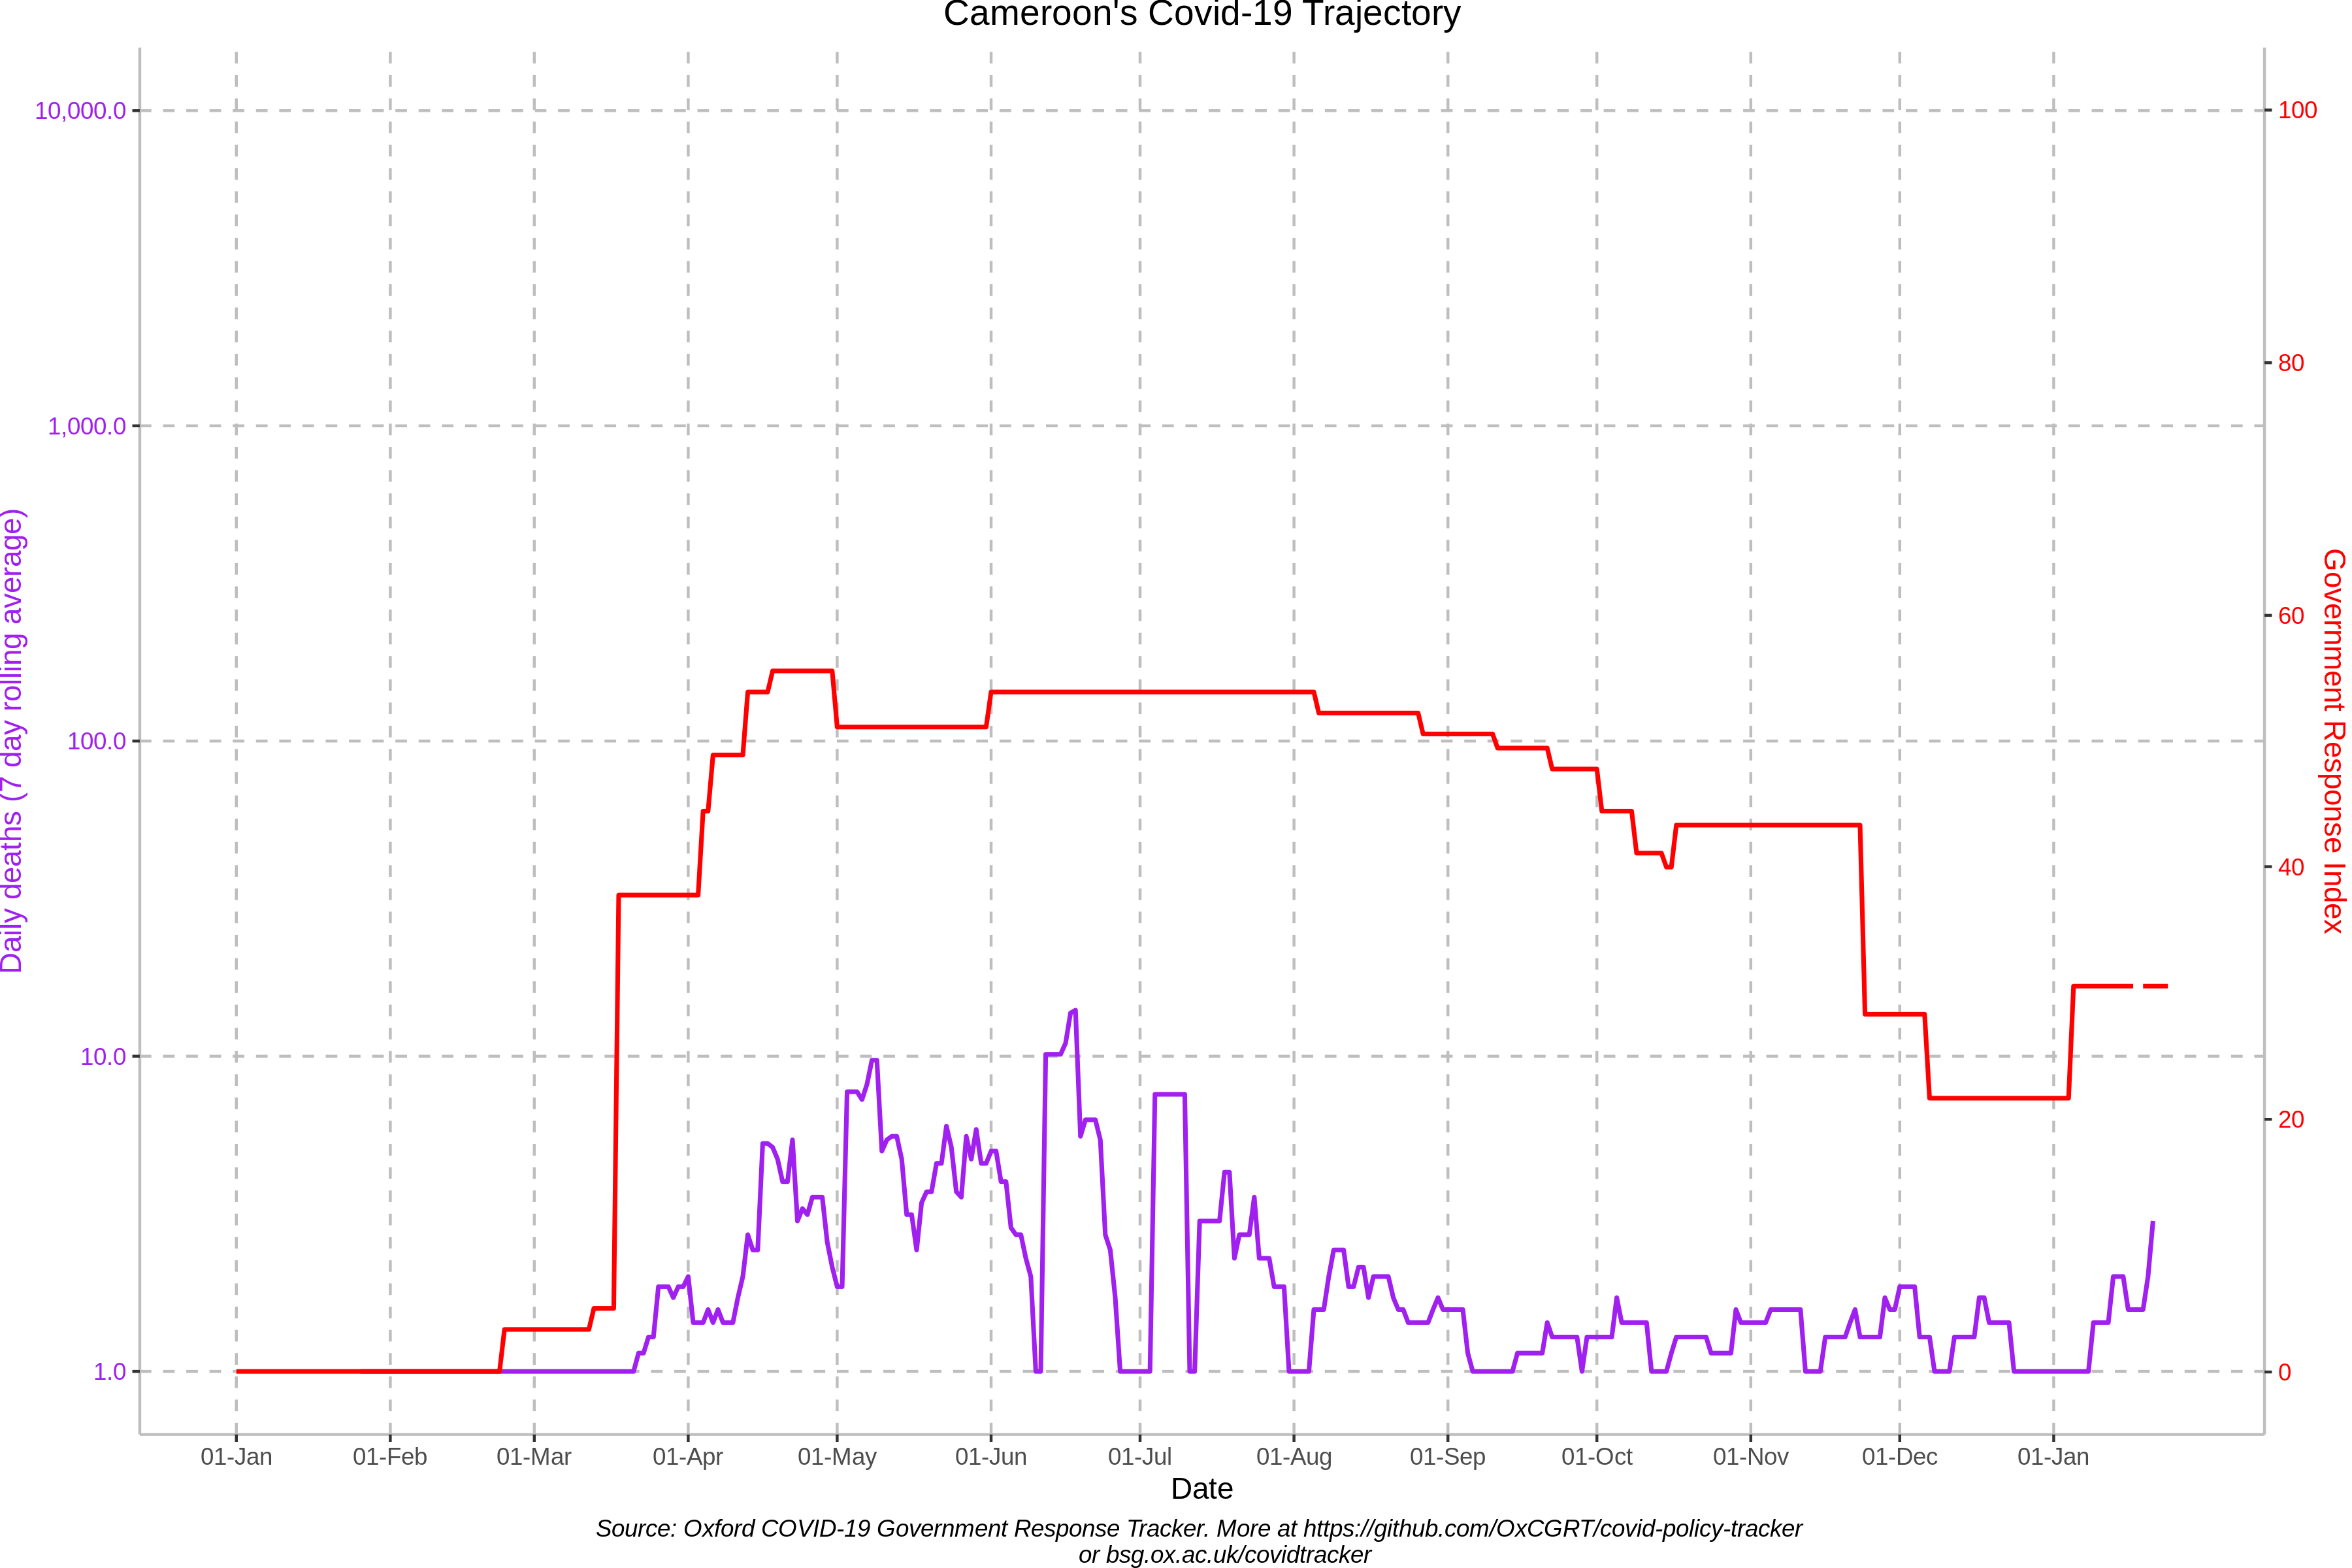 Cameroon's Covid-19 Trajectory
10,000.0
1,000.0
100.0
10.0
1.0
Daily deaths (7 day rolling average)
100
80
60
40
20
0
Government Response Index
01-Jan 01-Feb 01-Mar 01-Apr 01-May 01-Jun 01-Jul 01-Aug 01-Sep 01-Oct 01-Nov 01-Dec 01-Jan
Date
Source: Oxford COVID-19 Government Response Tracker. More at https://github.com/OxCGRT/covid-policy-tracker
or bsg.ox.ac.uk/covidtracker